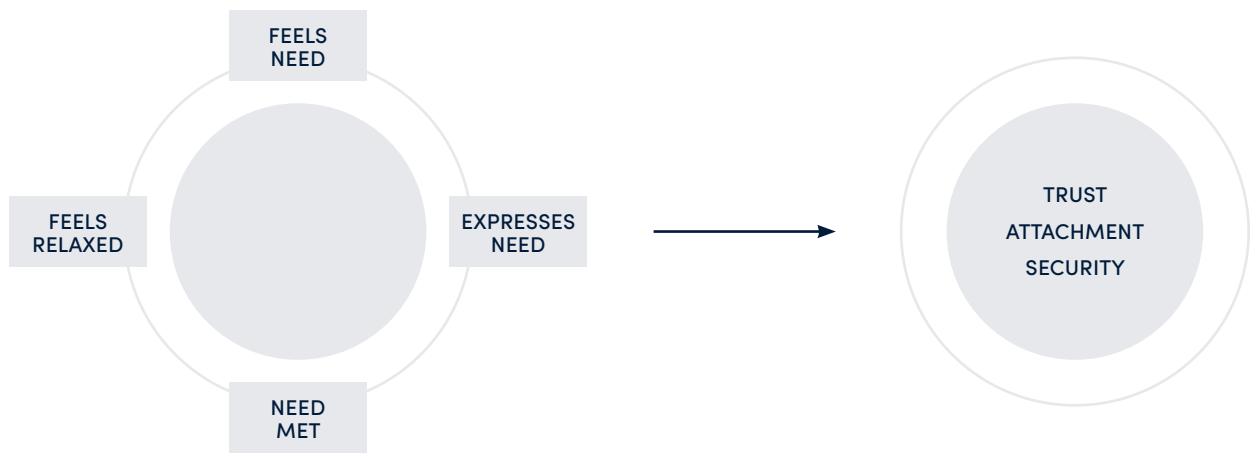 FEELS
NEED
FEELS
RELAXED
EXPRESSES
NEED
NEED
MET
TRUST
ATTACHMENT
SECURITY